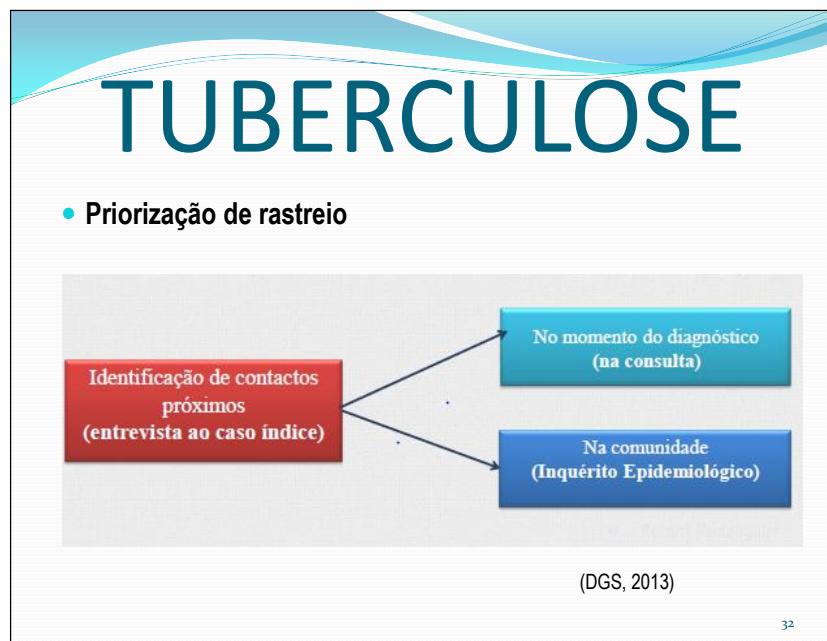 TUBERCULOSE
Priorização de rastreio
Identificação de contactos
próximos
(entrevista ao caso índice)
No momento do diagnóstico
(na consulta)
Na comunidade
(Inquérito Epidemiológico)
(DGS, 2013)
32